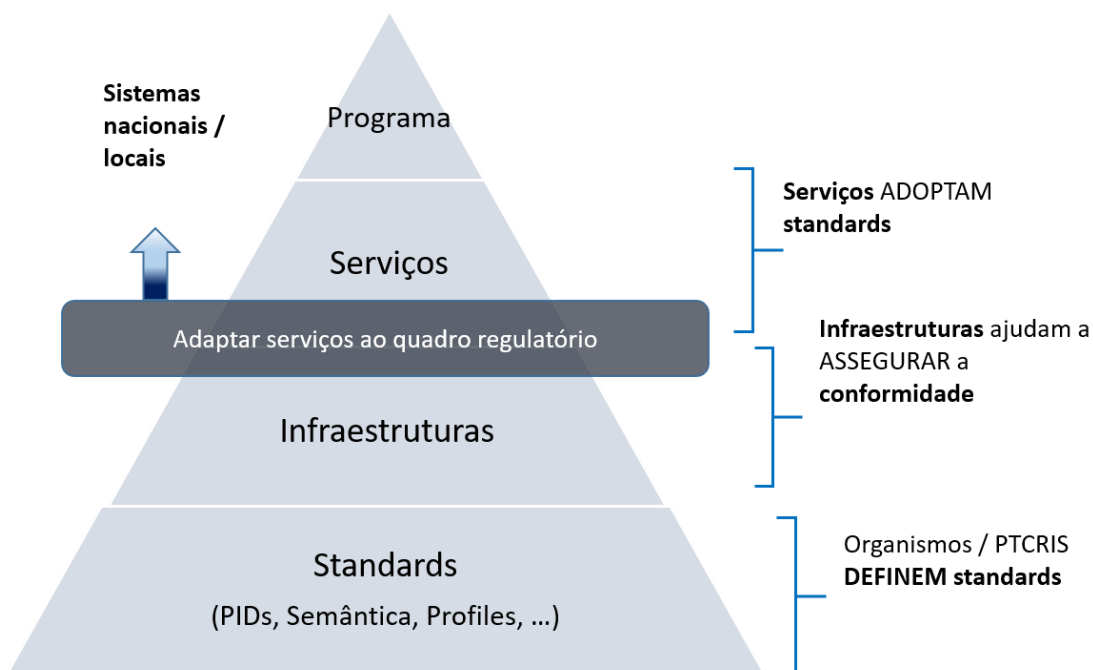 Sistemas
nacionais /
locais
Programa
Serviços
Adaptar serviços ao quadro regulatório
Infraestruturas
Standards
(PIDs, Semântica, Profiles, …)
Serviços ADOPTAM
standards
Infraestruturas ajudam a
ASSEGURAR a
conformidade
Organismos / PTCRIS
DEFINEM standards